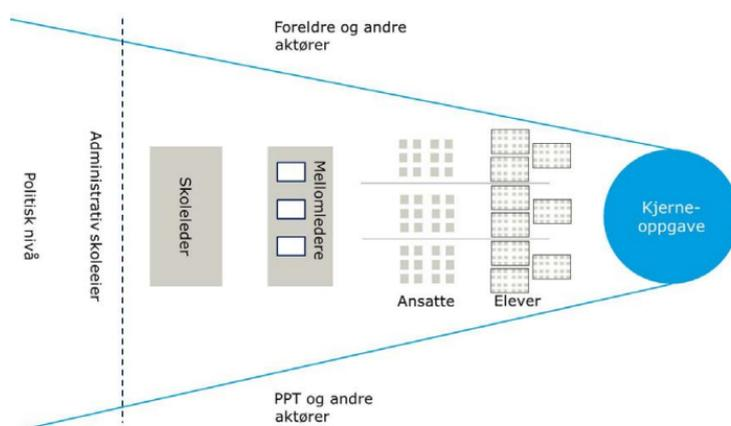 Foreldre og andre
aktører
Politisk nivå
Administrativ skoleeier
Skoleleder
Mellomledere
Ansatte
Elever
Kjerne-
oppgave
PPT og andre
aktører